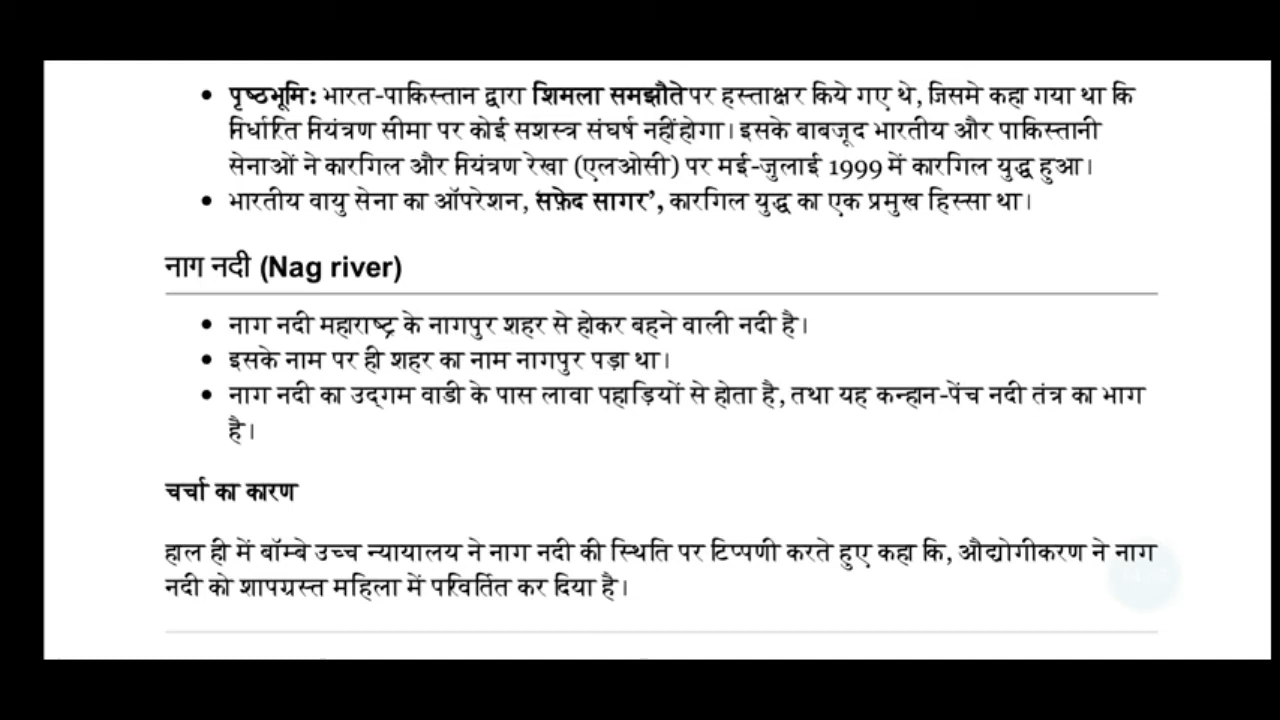 • पृष्ठभूमि: भारत-पाकिस्तान द्वारा शिमला समझौते पर हस्ताक्षर किये गए थे, जिसमे कहा गया था कि
निर्धारित नियंत्रण सीमा पर कोई सशस्त्र संघर्ष नहीं होगा। इसके बाबजूद भारतीय और पाकिस्तानी
सेनाओं ने कारगिल और नियंत्रण रेखा (एलओसी) पर मई-जुलाई 1999 में कारगिल युद्ध हुआ।
• भारतीय वायु सेना का ऑपरेशन, ‘सफ़ेद सागर’, कारगिल युद्ध का एक प्रमुख हिस्सा था।
नाग नदी (Nag river)
• नाग नदी महाराष्ट्र के नागपुर शहर से होकर बहने वाली नदी है।
• इसके नाम पर ही शहर का नाम नागपुर पड़ा था।
• नाग नदी का उद्‌गम वाडी के पास लावा पहाड़ियों से होता है, तथा यह कन्हान-पेंच नदी तंत्र का भाग
है।
चर्चा का कारण
हाल ही में बॉम्बे उच्च न्यायालय ने नाग नदी की स्थिति पर टिप्पणी करते हुए कहा कि, औद्योगीकरण ने नाग
नदी को शापग्रस्त महिला में परिवर्तित कर दिया है।